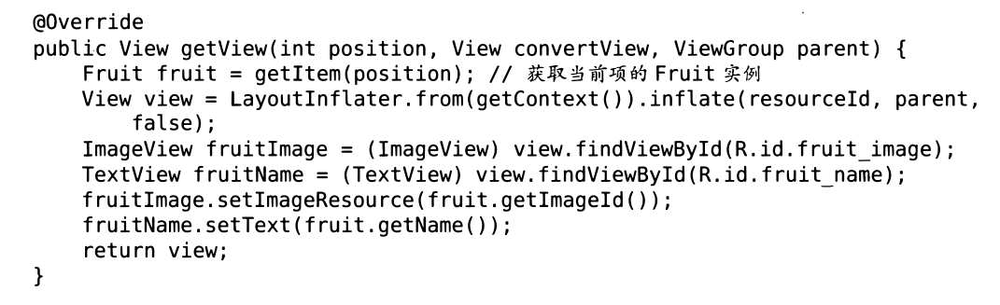 @Override
public View getView(int position, View convertView, ViewGroup parent) {
    Fruit fruit = getItem(position); // 获取当前项的 Fruit 实例
    View view = LayoutInflater.from(getContext()).inflate(resourceId, parent,
        false);
    ImageView fruitImage = (ImageView) view.findViewById(R.id.fruit_image);
    TextView fruitName = (TextView) view.findViewById(R.id.fruit_name);
    fruitImage.setImageResource(fruit.getImageId());
    fruitName.setText(fruit.getName());
    return view;
}